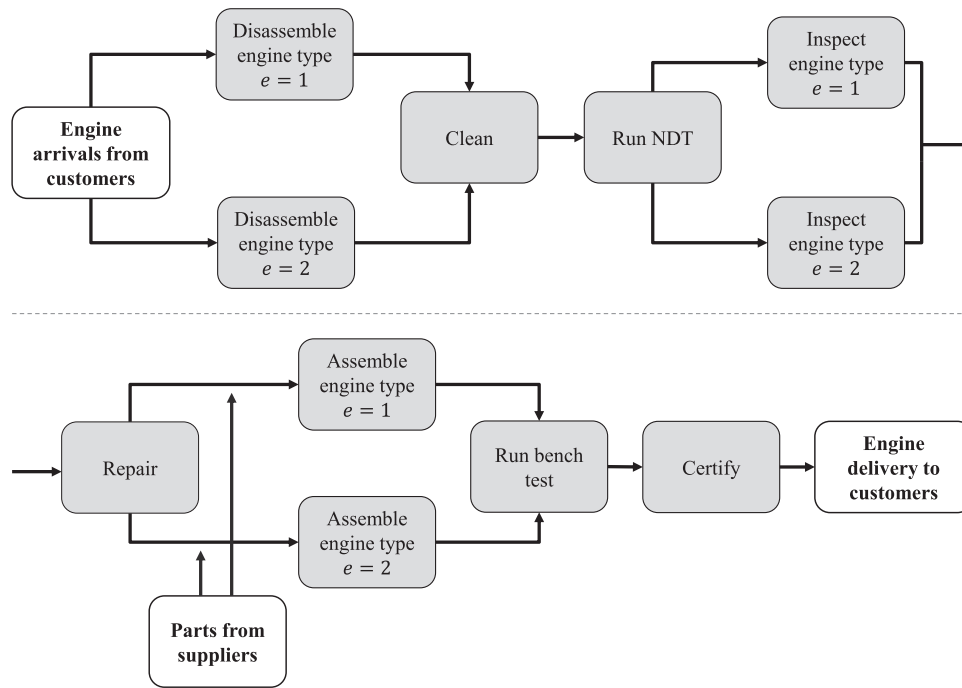 Disassemble
engine type
e = 1
Engine
arrivals from
customers
Disassemble
engine type
e = 2
Clean
Run NDT
Inspect
engine type
e = 1
Inspect
engine type
e = 2
Repair
Assemble
engine type
e = 1
Assemble
engine type
e = 2
Parts from
suppliers
Run bench
test
Certify
Engine
delivery to
customers